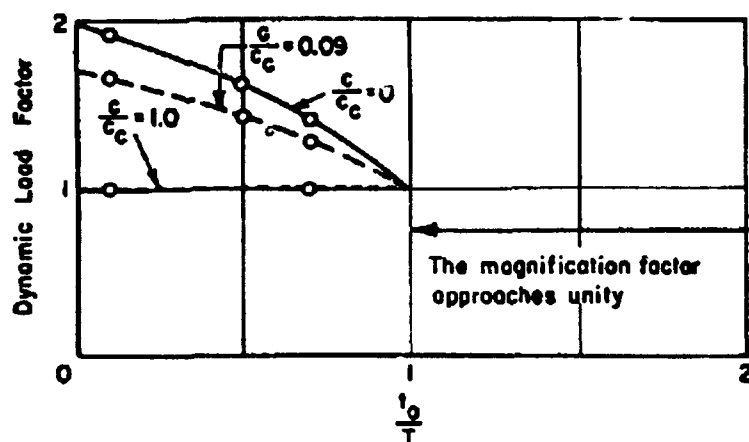 2
G/C_C = 0.09
C/C_C = 0
C/C_C = 1.0
Dynamic Load Factor
1
The magnification factor
approaches unity
0
1
2
t_o/T